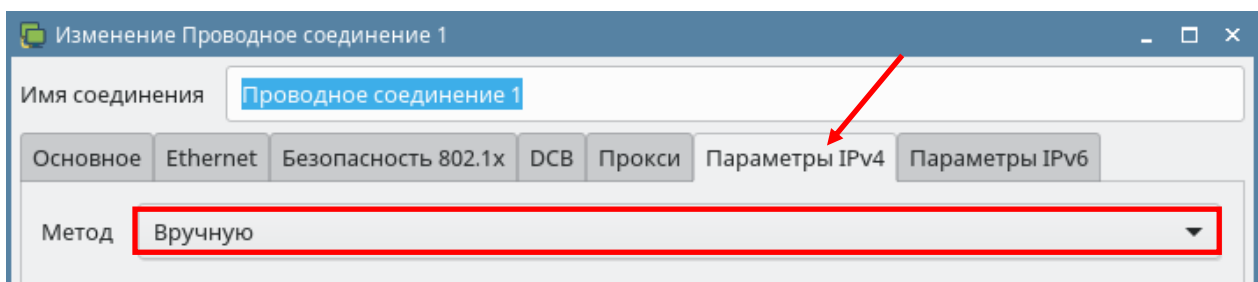 Изменение Проводное соединение 1
Имя соединения Проводное соединение 1
Основное Ethernet Безопасность 802.1x DCB Прокси Параметры IPv4 Параметры IPv6
Метод Вручную